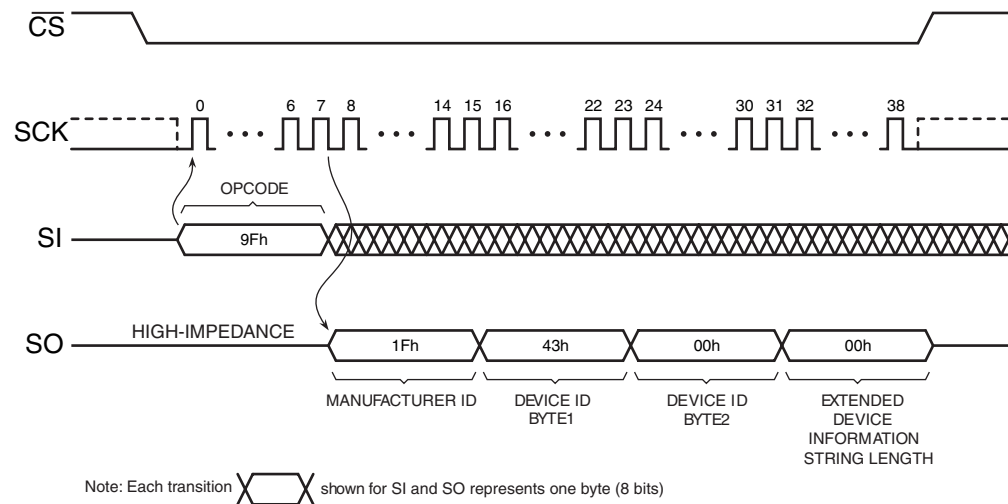 CS
0 6 7 8 14 15 16 22 23 24 30 31 32 38
SCK
OPCODE
SI
9Fh
HIGH-IMPEDANCE
SO
1Fh 43h 00h 00h
MANUFACTURER ID
DEVICE ID
BYTE1
DEVICE ID
BYTE2
EXTENDED
DEVICE
INFORMATION
STRING LENGTH
Note: Each transition shown for SI and SO represents one byte (8 bits)